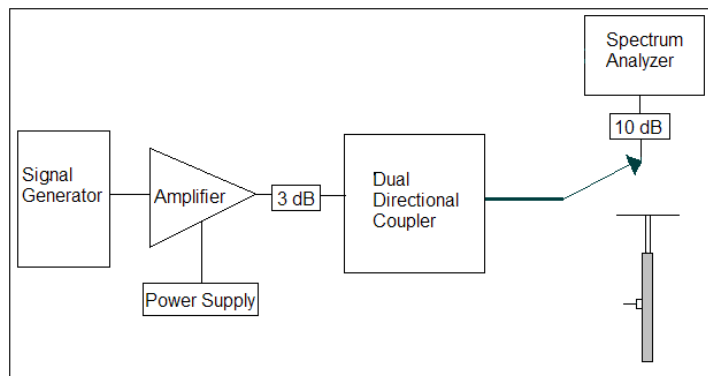 Spectrum
Analyzer
10 dB
Signal
Generator
Amplifier
3 dB
Dual
Directional
Coupler
Power Supply